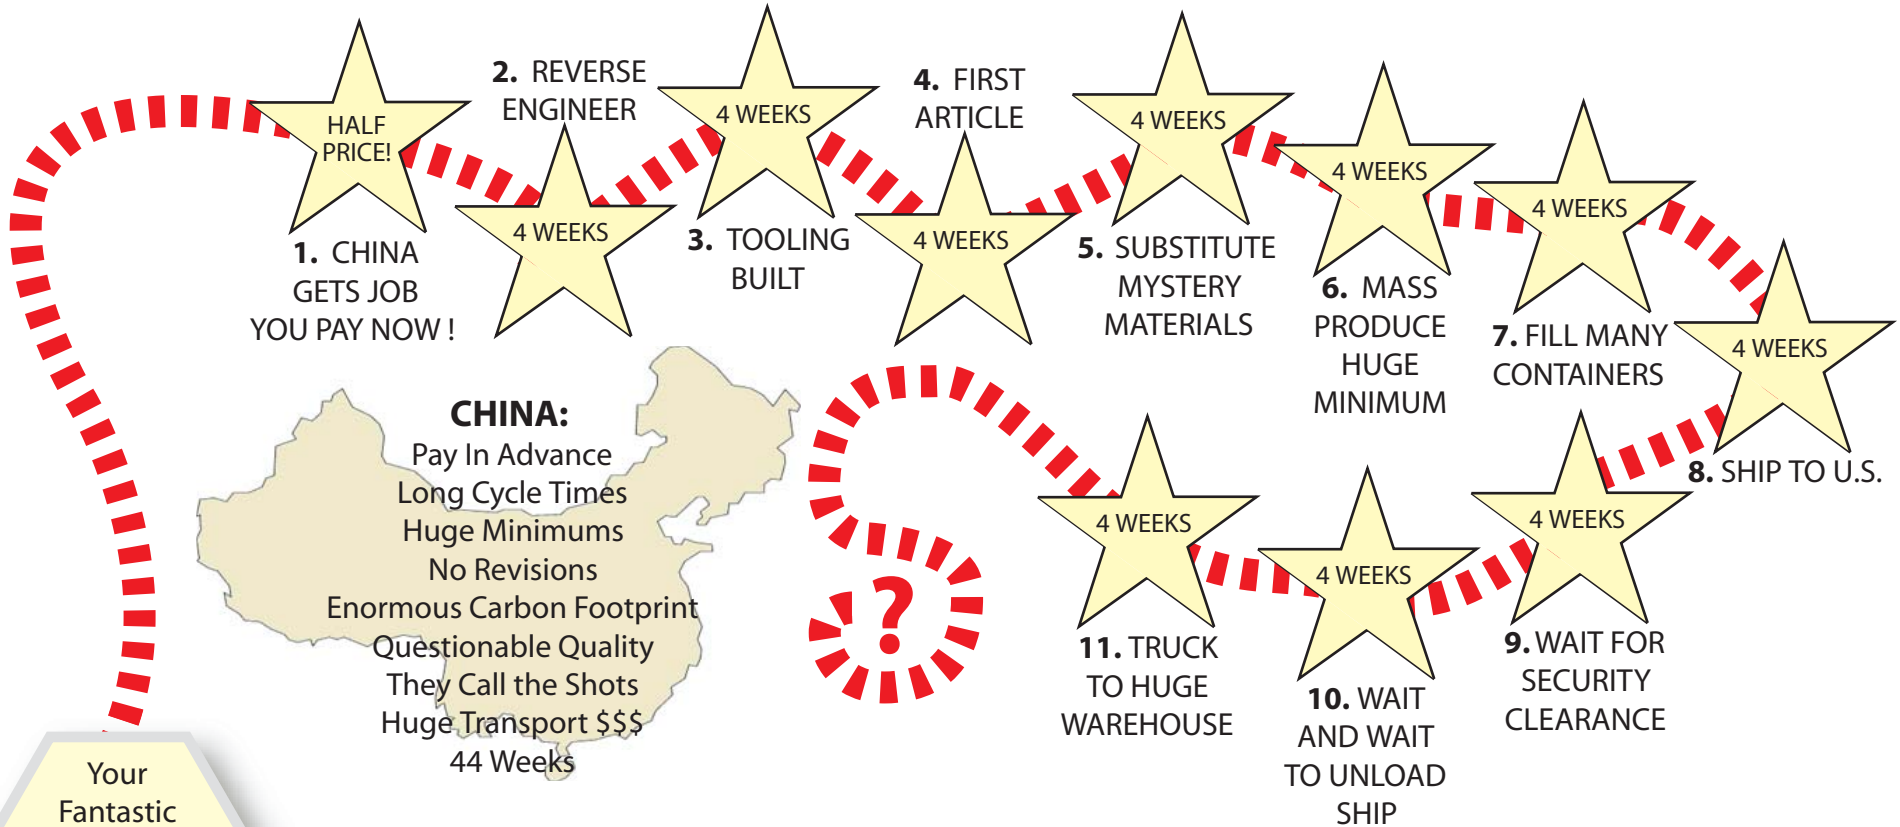 HALF
PRICE!
1. CHINA
GETS JOB
YOU PAY NOW !
2. REVERSE
ENGINEER
4 WEEKS
4 WEEKS
3. TOOLING
BUILT
4. FIRST
ARTICLE
4 WEEKS
4 WEEKS
5. SUBSTITUTE
MYSTERY
MATERIALS
4 WEEKS
6. MASS
PRODUCE
HUGE
MINIMUM
4 WEEKS
7. FILL MANY
CONTAINERS
4 WEEKS
8. SHIP TO U.S.
4 WEEKS
9. WAIT FOR
SECURITY
CLEARANCE
4 WEEKS
10. WAIT
AND WAIT
TO UNLOAD
SHIP
4 WEEKS
11. TRUCK
TO HUGE
WAREHOUSE
?
CHINA:
Pay In Advance
Long Cycle Times
Huge Minimums
No Revisions
Enormous Carbon Footprint
Questionable Quality
They Call the Shots
Huge Transport $$$
44 Weeks
Your
Fantastic